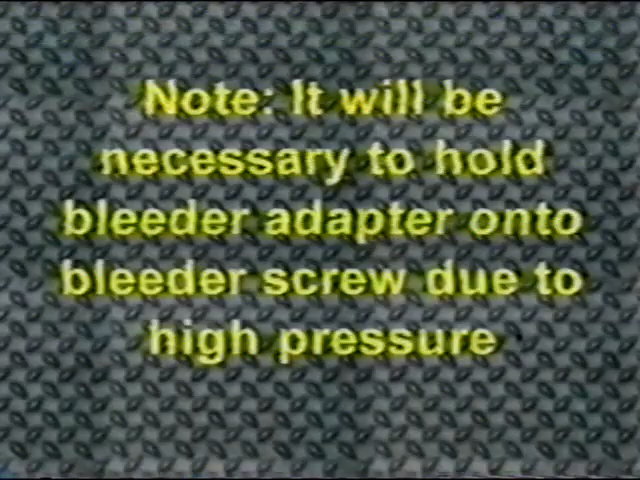 Note: It will be
necessary to hold
bleeder adapter onto
bleeder screw due to
high pressure